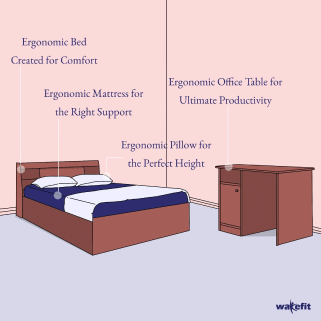 Ergonomic Bed
Created for Comfort
Ergonomic Mattress for
the Right Support
Ergonomic Office Table for
Ultimate Productivity
Ergonomic Pillow for
the Perfect Height
wakefit